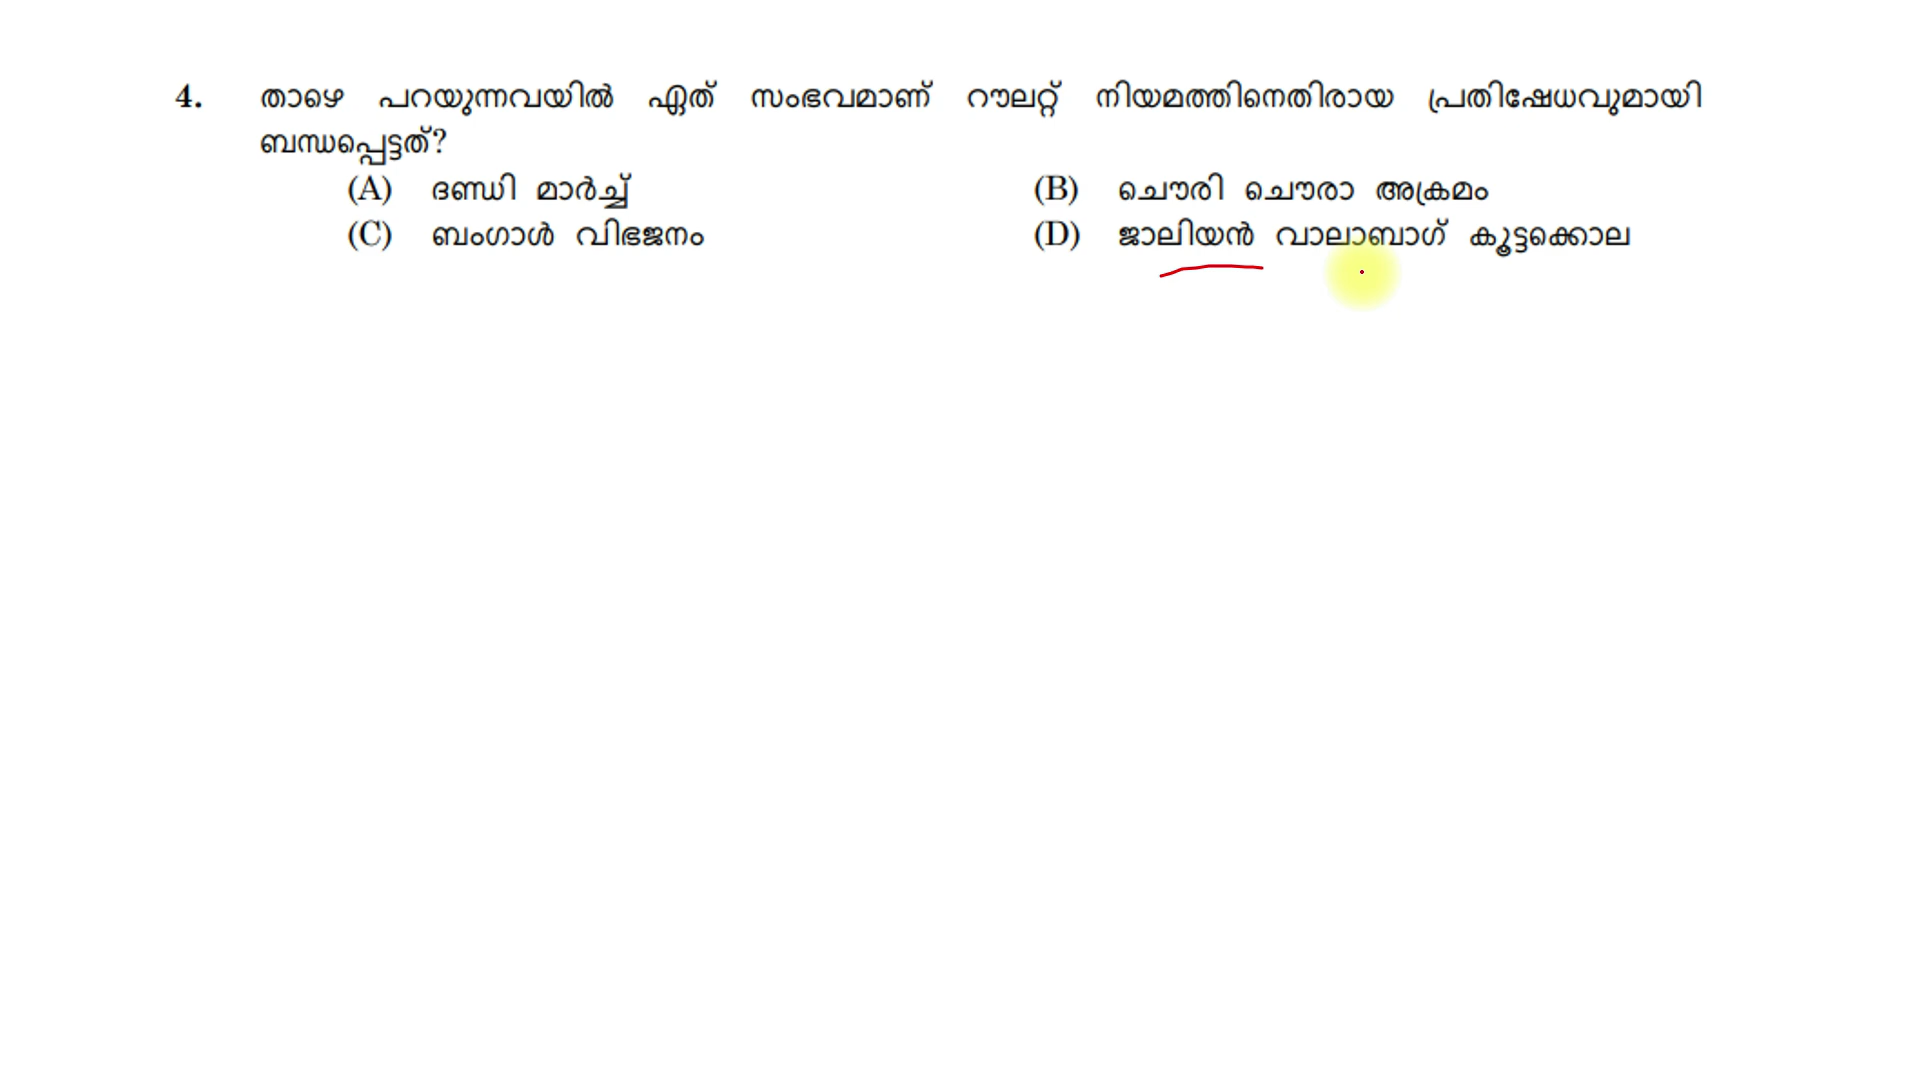 4. താഴെ പറയുന്നവയിൽ ഏത് സംഭവമാണ് റൗലറ്റ് നിയമത്തിനെതിരായ പ്രതിഷേധവുമായി
ബന്ധപ്പെട്ടത്?
(A) ദണ്ഡി മാർച്ച് (B) ചൌരി ചൌരാ അക്രമം
(C) ബംഗാൾ വിഭജനം (D) ജാലിയൻ വാലാബാഗ് കൂട്ടക്കൊല